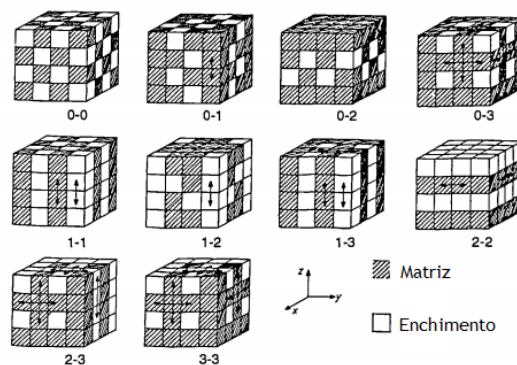 0-0 0-1 0-2 0-3
1-1 1-2 1-3 2-2
z
y
x
Matriz
Enchimento
2-3 3-3